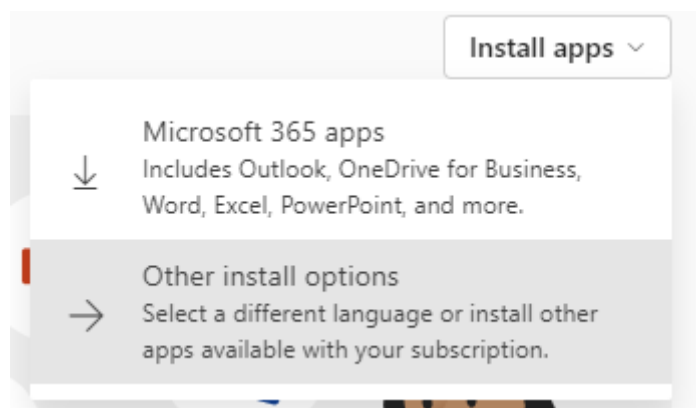 Install apps
Microsoft 365 apps
Includes Outlook, OneDrive for Business,
Word, Excel, PowerPoint, and more.
Other install options
Select a different language or install other
apps available with your subscription.